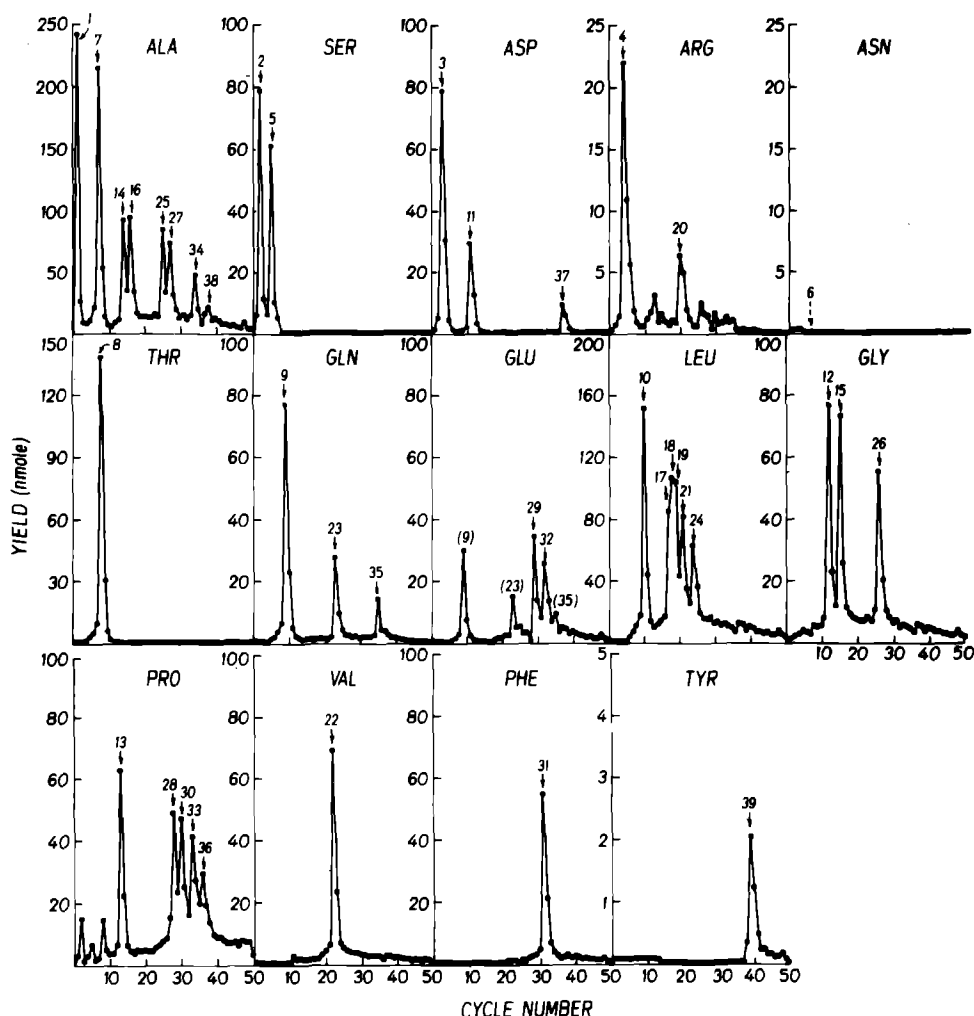 250 100 100 25 25
1 7 ALA SER ASP 4 ARG ASN
200 80 2 80 3 20 20
5
150 60 60 15 15
14 16 25 27
100 40 40 11 10 10
34 20 6
50 38 20 20 37 5 5
150 8 THR 100 GLN 100 GLU 200 LEU 100 GLY
120 80 9 80 160 10 80 12 15
18 19
90 60 60 120 17 21 60 26
24
60 40 23 40 (9) 29 32 80 40
30 20 35 20 (23) (35) 40 20
10 20 30 40 50
100 PRO 100 VAL 100 PHE 5 TYR
80 80 80 4
13 22 31
60 60 60 3
28 30 33 39
40 36 40 40 2
20 20 20 1
10 20 30 40 50 10 20 30 40 50 10 20 30 40 50 10 20 30 40 50
YIELD (nmole)
CYCLE NUMBER